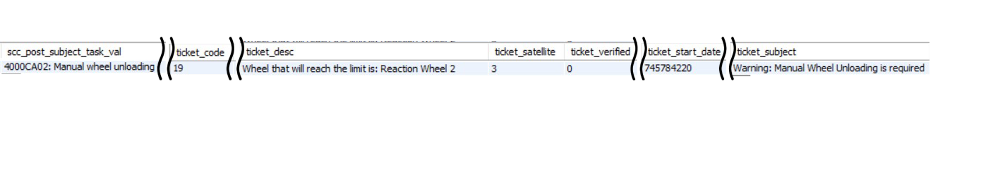 scc_post_subject_task_val ticket_code ticket_desc ticket_satellite ticket_verified ticket_start_date ticket_subject
4000CA02: Manual wheel unloading 19 Wheel that will reach the limit is: Reaction Wheel 2 3 0 745784220 Warning: Manual Wheel Unloading is required